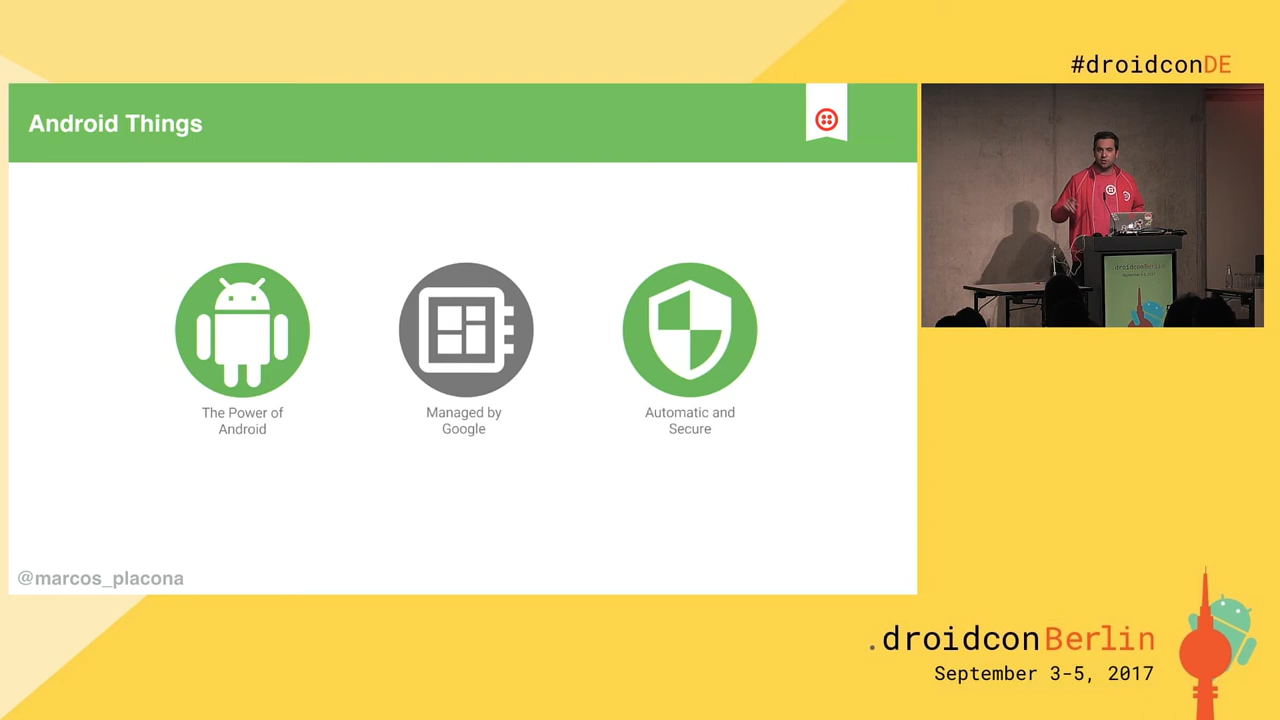 #droidconDE
Android Things
The Power of
Android
Managed by
Google
Automatic and
Secure
@marcos_placona
.droidconBerlin
September 3-5, 2017
.droidconBerlin